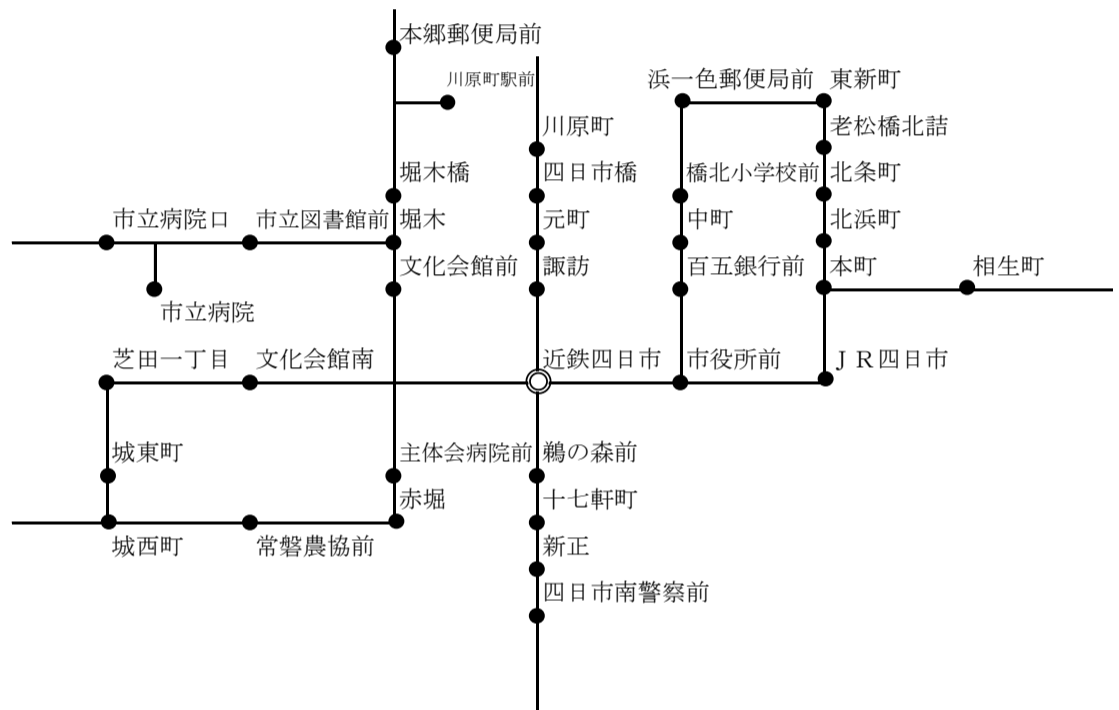 本郷郵便局前
川原町駅前
浜一色郵便局前
東新町
川原町
老松橋北詰
堀木橋
四日市橋
橋北小学校前
北条町
市立病院口
市立図書館前
堀木
元町
中町
北浜町
文化会館前
諏訪
百五銀行前
本町
相生町
市立病院
芝田一丁目
文化会館南
近鉄四日市
市役所前
ＪＲ四日市
城東町
主体会病院前
鵜の森前
赤堀
十七軒町
城西町
常磐農協前
新正
四日市南警察前